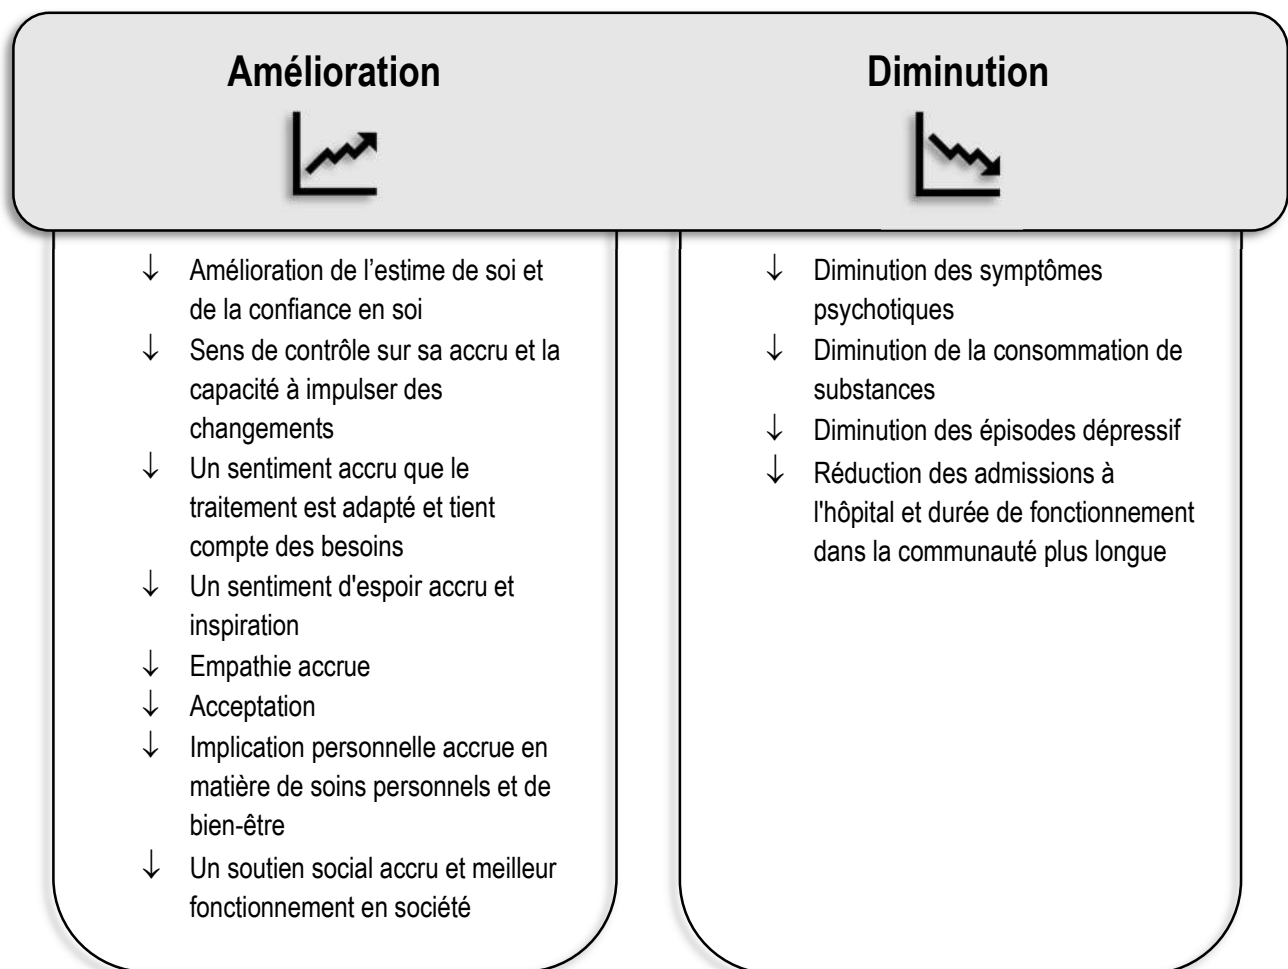 Amélioration
Diminution
↓ Amélioration de l’estime de soi et
de la confiance en soi
↓ Sens de contrôle sur sa accru et la
capacité à impulser des
changements
↓ Un sentiment accru que le
traitement est adapté et tient
compte des besoins
↓ Un sentiment d'espoir accru et
inspiration
↓ Empathie accrue
↓ Acceptation
↓ Implication personnelle accrue en
matière de soins personnels et de
bien-être
↓ Un soutien social accru et meilleur
fonctionnement en société
↓ Diminution des symptômes
psychotiques
↓ Diminution de la consommation de
substances
↓ Diminution des épisodes dépressif
↓ Réduction des admissions à
l'hôpital et durée de fonctionnement
dans la communauté plus longue